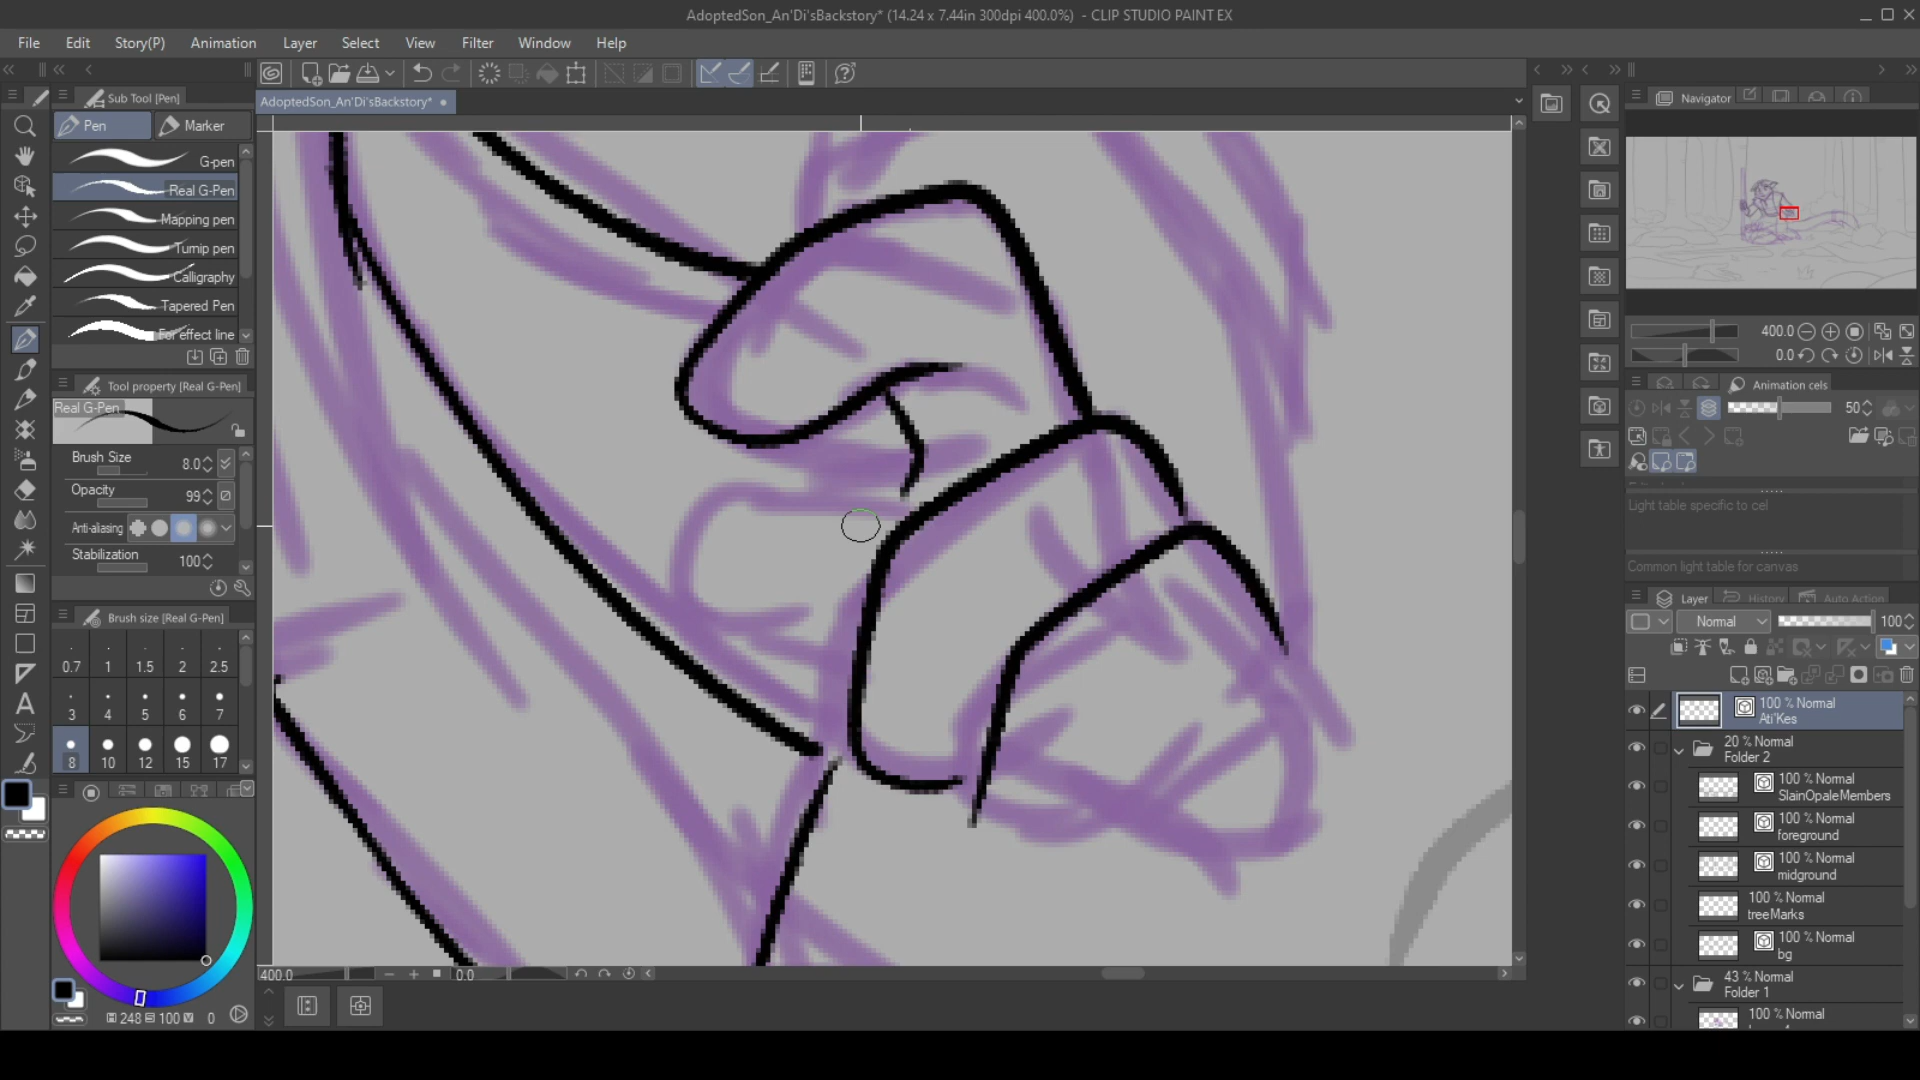 AdoptedSon_An'Di'sBackstory* (14.24 x 7.44in 300dpi 400.0%) - CLIP STUDIO PAINT EX
File Edit Story(P) Animation Layer Select View Filter Window Help
Sub Tool [Pen]
AdoptedSon_An'Di'sBackstory*
Navigator
Pen Marker
G-pen
Real G-Pen
Mapping pen
Turnip pen
Calligraphy
Tapered Pen
For effect line
Tool property [Real G-Pen]
Real G-Pen
Brush Size 8.0
Opacity 99
Anti-aliasing
Stabilization 100
Brush size [Real G-Pen]
0.7 1 1.5 2 2.5
3 4 5 6 7
8 10 12 15 17
248 S 100 V 0
400.0 0.0
400.0
0.0
Animation cels
50
Light table specific to cel
Common light table for canvas
Layer History Auto Action
Normal 100
100 % Normal
Ati'Kes
20 % Normal
Folder 2
100 % Normal
SlainOpaleMembers
100 % Normal
foreground
100 % Normal
midground
100 % Normal
treeMarks
100 % Normal
bg
43 % Normal
Folder 1
100 % Normal